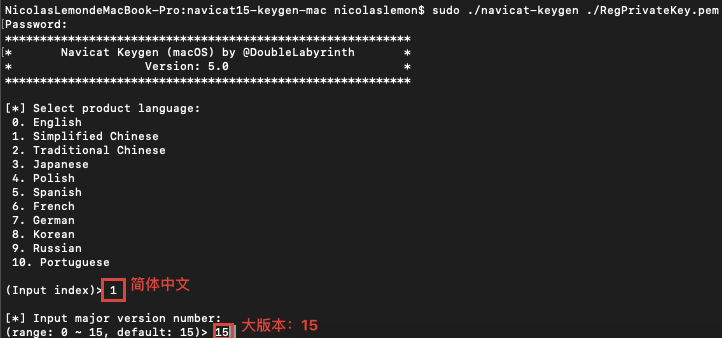 NicolasLemondeMacBook-Pro:navicat15-keygen-mac nicolaslemon$ sudo ./navicat-keygen ./RegPrivateKey.pem
[Password:
**********************************************************
[*       Navicat Keygen (macOS) by @DoubleLabyrinth       *
*                   Version: 5.0                         *
**********************************************************
[*] Select product language:
0. English
1. Simplified Chinese
2. Traditional Chinese
3. Japanese
4. Polish
5. Spanish
6. French
7. German
8. Korean
9. Russian
10. Portuguese
(Input index)> 1 简体中文
[*] Input major version number:
(range: 0 ~ 15, default: 15)> 15 大版本：15